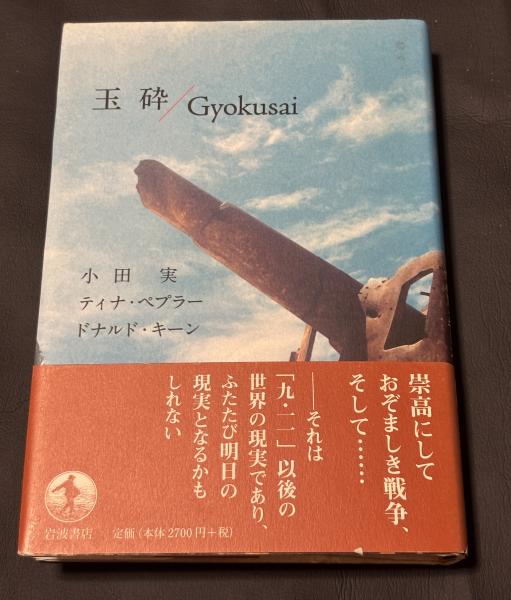 玉砕／Gyokusai
小田 実
ティナ・ペプラー
ドナルド・キーン
崇高にして
おぞましき戦争、
そして……
――それは
「九・一一」以後の
世界の現実であり、
ふたたび明日の
現実となるかも
しれない
岩波書店
定価(本体2700円+税)